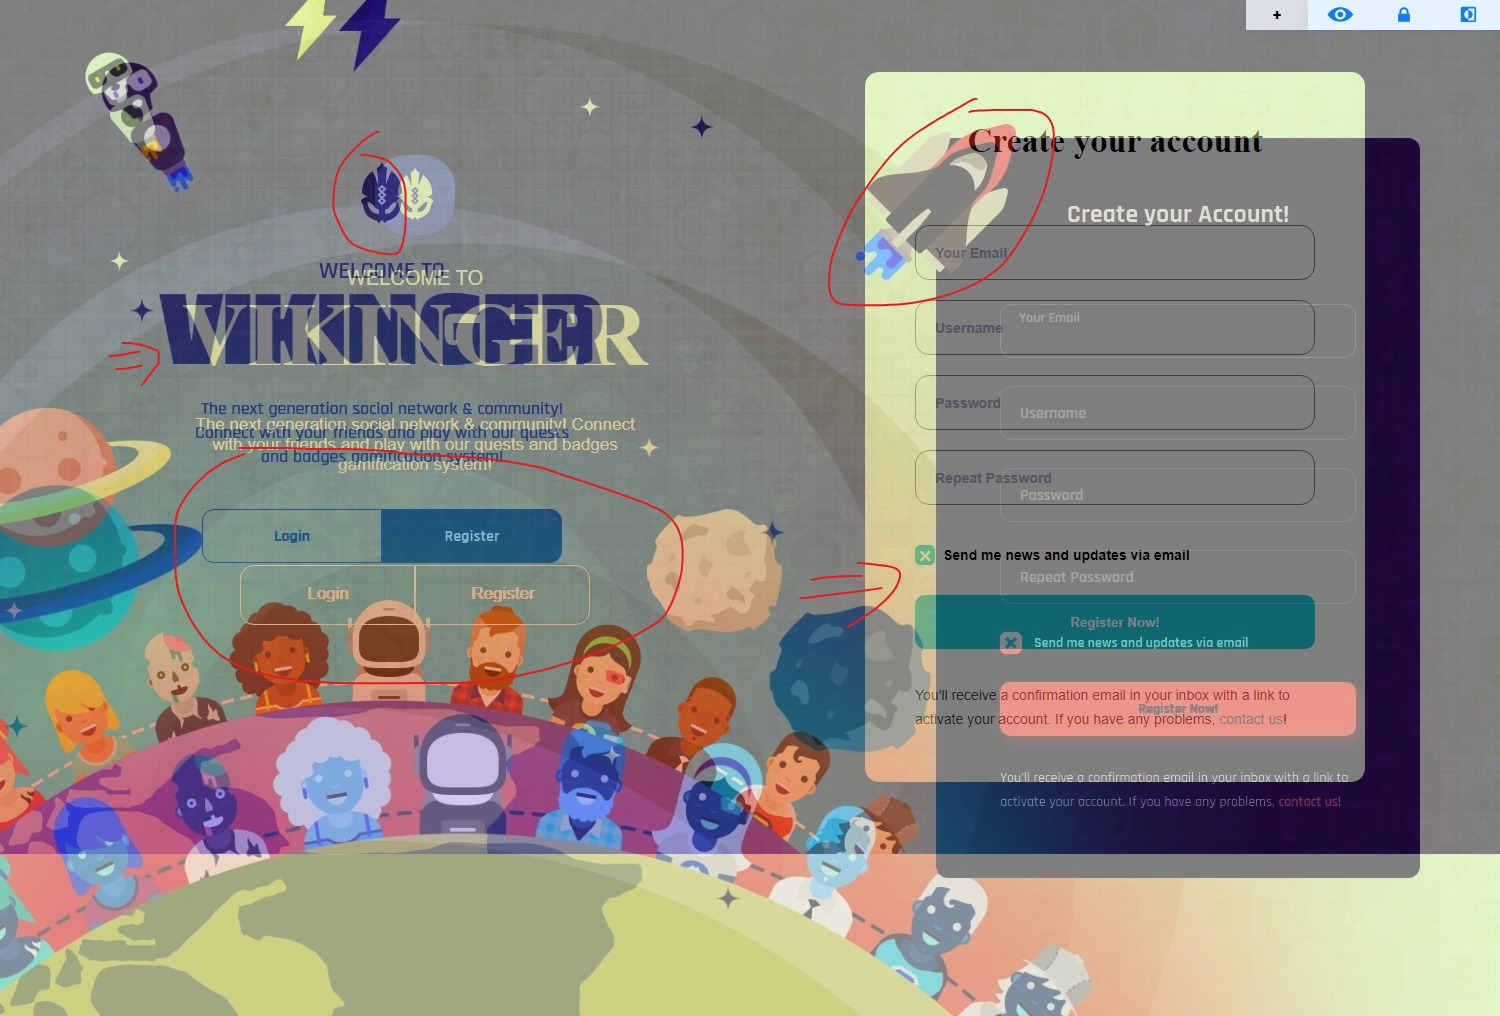 +
Create your account
Create your Account!
Your Email
Your Email
Username
Username
Password
Password
Repeat Password
Repeat Password
Send me news and updates via email
Register Now!
Send me news and updates via email
You'll receive a confirmation email in your inbox with a link to
activate your account. If you have any problems, contact us!
Register Now!
You'll receive a confirmation email in your inbox with a link to
activate your account. If you have any problems, contact us!
WELCOME TO
WELCOME TO
VIKINGER
VIKINGER
The next generation social network & community!
Connect with your friends and play with our quests
and badges gamification system!
The next generation social network & community! Connect
with your friends and play with our quests and badges
gamification system!
Login Register
Login Register